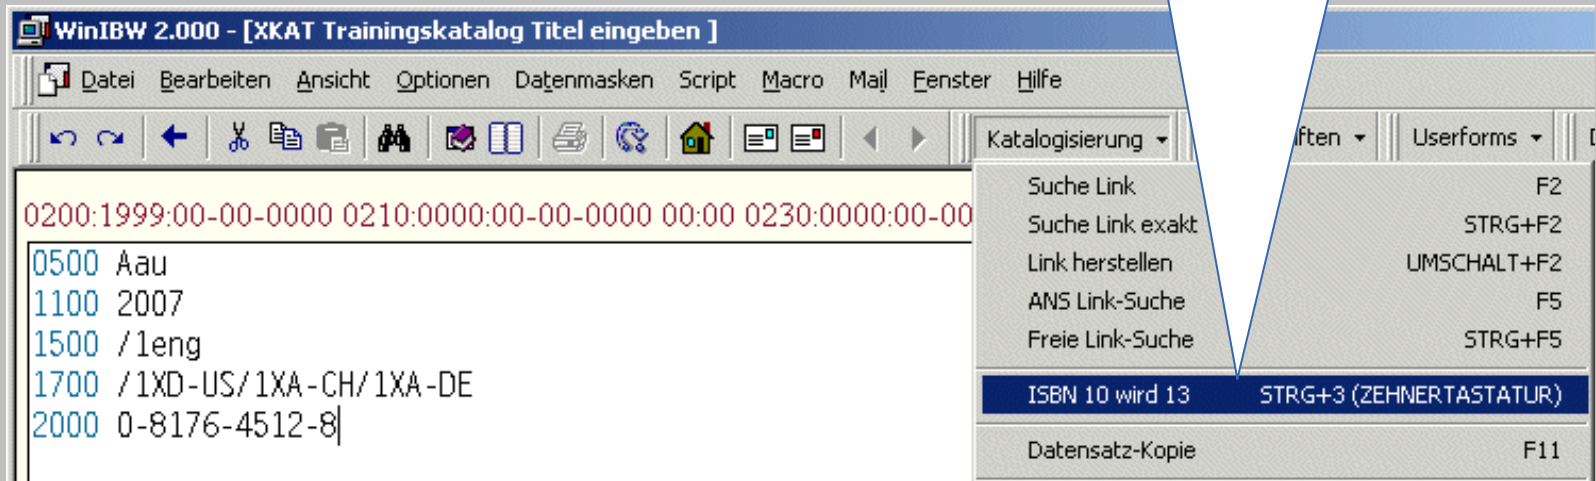 WinIBW 2.000 - [XKAT Trainingskatalog Titel eingeben ]
Datei Bearbeiten Ansicht Optionen Datenmasken Script Macro Mail Fenster Hilfe
Katalogisierung ften Userforms
0200:1999:00-00-0000 0210:0000:00-00-0000 00:00 0230:0000:00-00
0500 Aau
1100 2007
1500 /1eng
1700 /1XD-US/1XA-CH/1XA-DE
2000 0-8176-4512-8
Suche Link F2
Suche Link exakt STRG+F2
Link herstellen UMSCHALT+F2
ANS Link-Suche F5
Freie Link-Suche STRG+F5
ISBN 10 wird 13 STRG+3 (ZEHNERTASTATUR)
Datensatz-Kopie F11